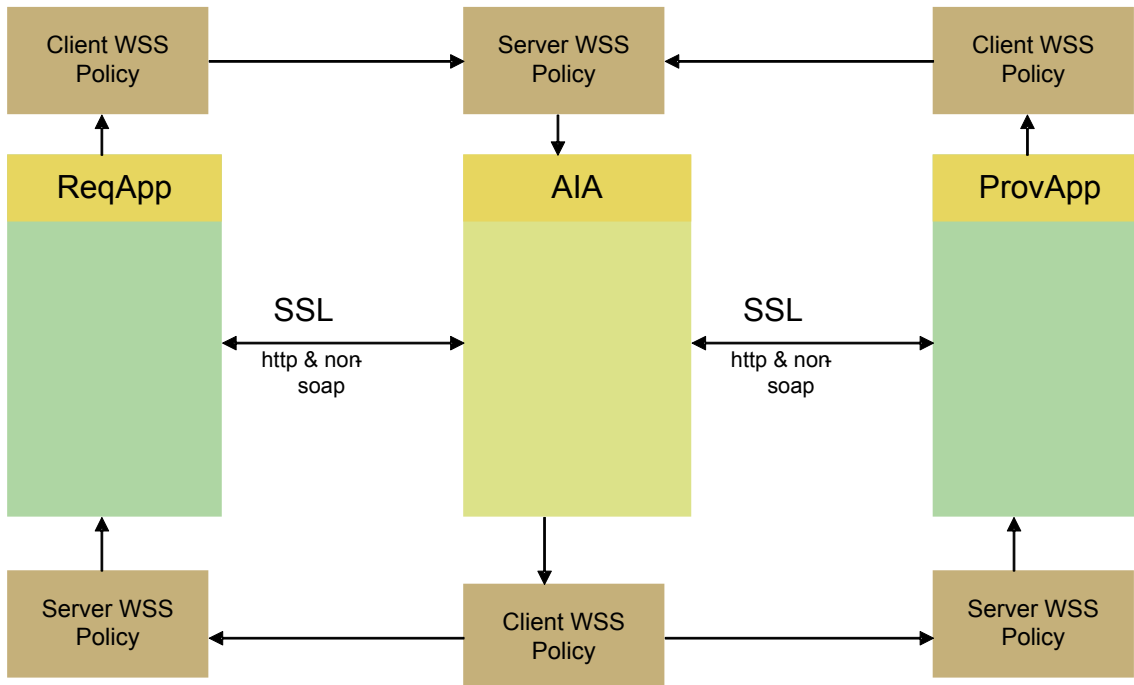 Client WSS
Policy
Server WSS
Policy
Client WSS
Policy
ReqApp
AIA
ProvApp
SSL
http & non-
soap
SSL
http & non-
soap
Server WSS
Policy
Client WSS
Policy
Server WSS
Policy